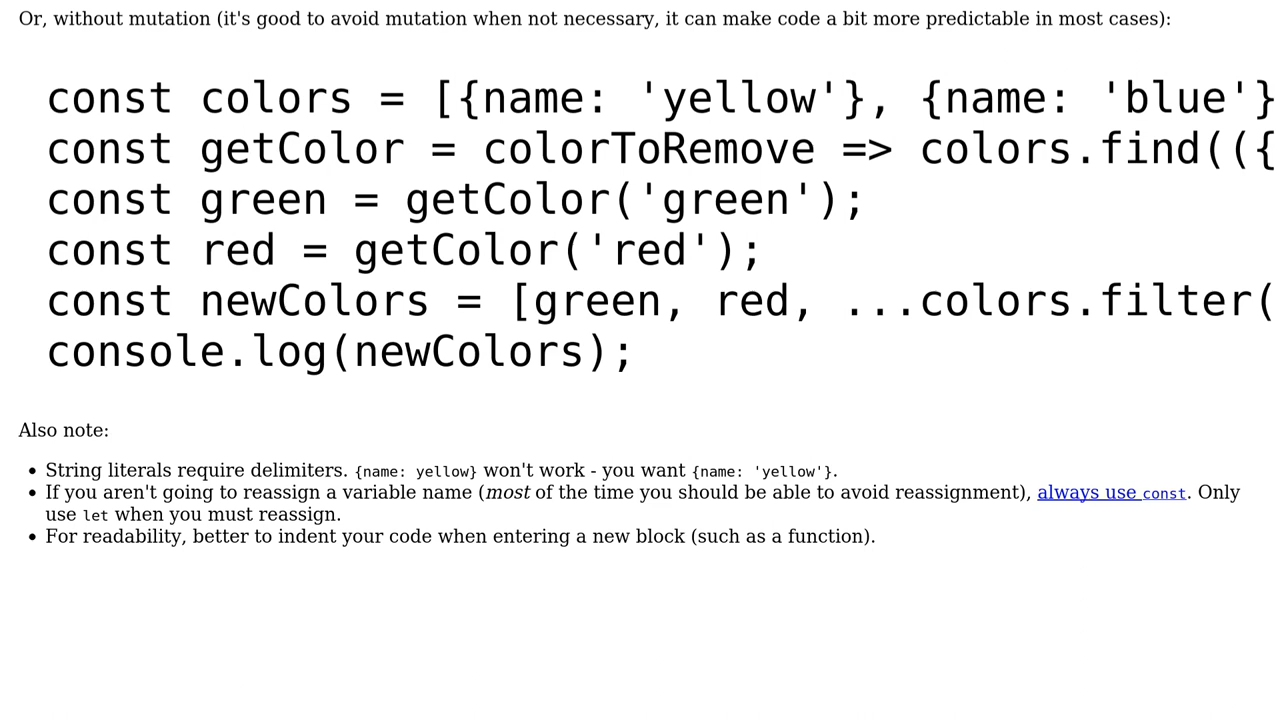 Or, without mutation (it's good to avoid mutation when not necessary, it can make code a bit more predictable in most cases):
const colors = [{name: 'yellow'}, {name: 'blue'}
const getColor = colorToRemove => colors.find(({
const green = getColor('green');
const red = getColor('red');
const newColors = [green, red, ...colors.filter(
console.log(newColors);
Also note:
• String literals require delimiters. {name: yellow} won't work - you want {name: 'yellow'}.
• If you aren't going to reassign a variable name (most of the time you should be able to avoid reassignment), always use const. Only
use let when you must reassign.
• For readability, better to indent your code when entering a new block (such as a function).